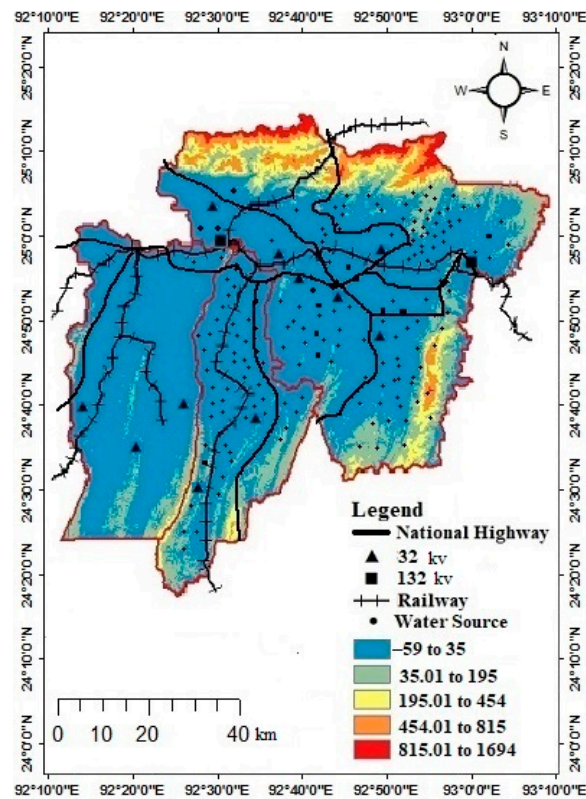 92°10'0"E 92°20'0"E 92°30'0"E 92°40'0"E 92°50'0"E 93°0'0"E 93°10'0"E
25°20'0"N
25°10'0"N
25°0'0"N
24°50'0"N
24°40'0"N
24°30'0"N
24°20'0"N
24°10'0"N
24°0'0"N
N
W E
S
25°20'0"N
25°10'0"N
25°0'0"N
24°50'0"N
24°40'0"N
24°30'0"N
24°20'0"N
24°10'0"N
24°0'0"N
Legend
National Highway
32 kv
132 kv
Railway
Water Source
–59 to 35
35.01 to 195
195.01 to 454
454.01 to 815
815.01 to 1694
0 10 20 40 km
92°10'0"E 92°20'0"E 92°30'0"E 92°40'0"E 92°50'0"E 93°0'0"E 93°10'0"E